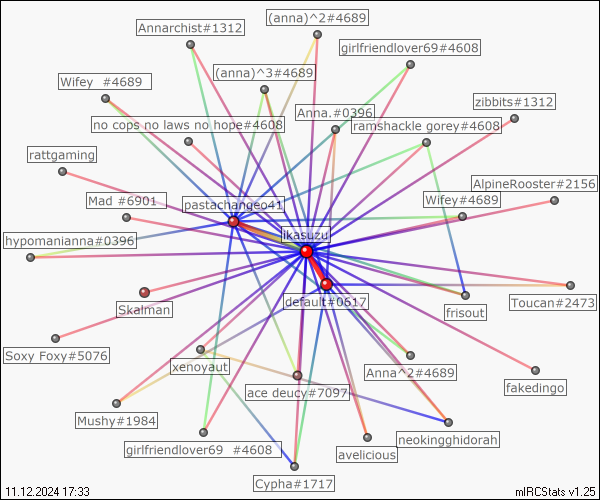 (anna)^2#4689
Annarchist#1312
girlfriendlover69#4608
(anna)^3#4689
Wifey  #4689
zibbits#1312
Anna.#0396
no cops no laws no hope#4608
ramshackle gorey#4608
rattgaming
AlpineRooster#2156
Mad #6901
Wifey#4689
pastachangeo41
ikasuzu
hypomanianna#0396
default#0617
Toucan#2473
Skalman
frisout
Soxy Foxy#5076
xenoyaut
Anna^2#4689
fakedingo
ace deucy#7097
Mushy#1984
neokingghidorah
girlfriendlover69  #4608
avelicious
Cypha#1717
11.12.2024 17:33
mIRCStats v1.25